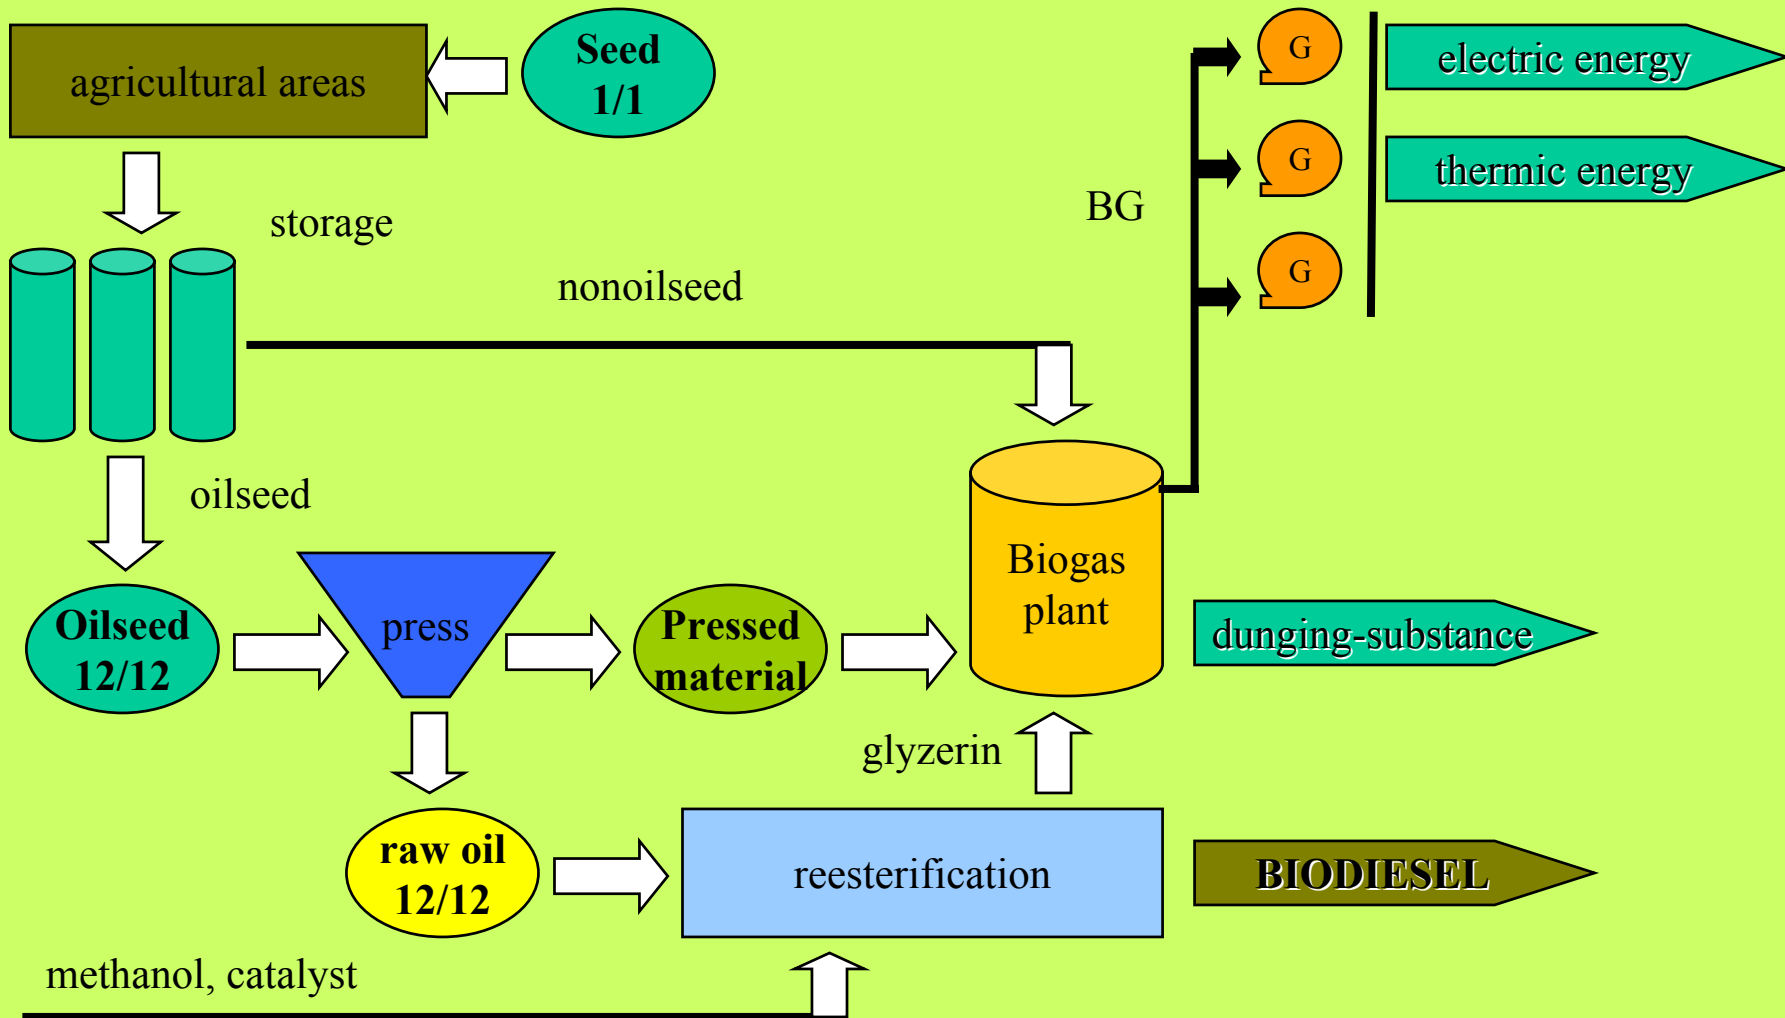 Seed
1/1
agricultural areas
G
electric energy
G
thermic energy
BG
storage
G
nonoilseed
oilseed
Biogas
plant
Oilseed
12/12
press
Pressed
material
dunging-substance
glyzerin
raw oil
12/12
reesterification
BIODIESEL
methanol, catalyst